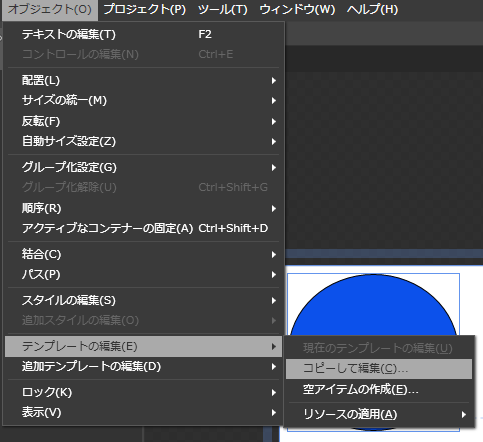 オブジェクト(O) プロジェクト(P) ツール(T) ウィンドウ(W) ヘルプ(H)
テキストの編集(T) F2
コントロールの編集(N) Ctrl+E
配置(L)
サイズの統一(M)
反転(F)
自動サイズ設定(Z)
グループ化設定(G)
グループ化解除(U) Ctrl+Shift+G
順序(R)
アクティブなコンテナーの固定(A) Ctrl+Shift+D
結合(C)
パス(P)
スタイルの編集(S)
追加スタイルの編集(O)
テンプレートの編集(E)
現在のテンプレートの編集(U)
追加テンプレートの編集(D)
コピーして編集(C)...
空アイテムの作成(E)...
ロック(K)
表示(V)
リソースの適用(A)